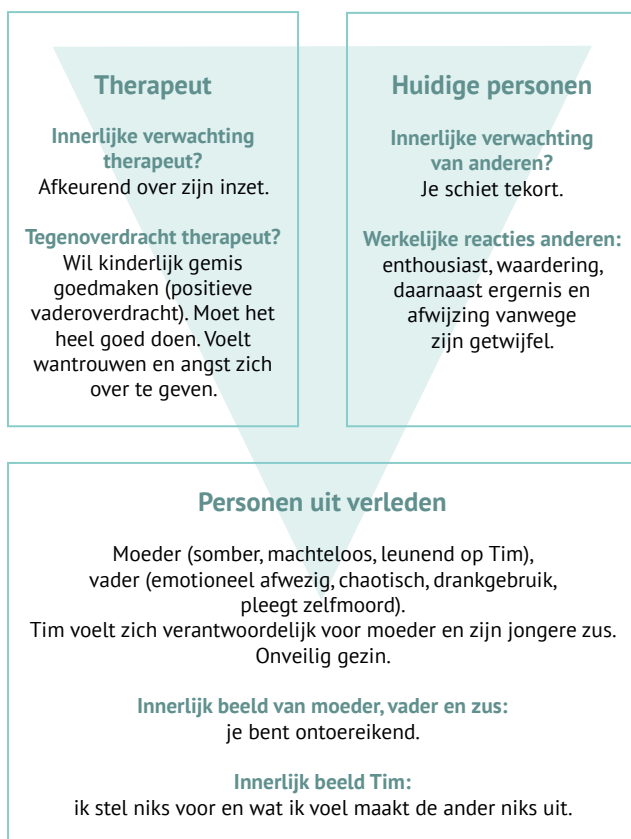 Therapeut
Innerlijke verwachting
therapeut?
Afkeurend over zijn inzet.
Tegenoverdracht therapeut?
Wil kinderlijk gemis
goedmaken (positieve
vaderoverdracht). Moet het
heel goed doen. Voelt
wantrouwen en angst zich
over te geven.
Huidige personen
Innerlijke verwachting
van anderen?
Je schiet tekort.
Werkelijke reacties anderen:
enthousiast, waardering,
daarnaast ergernis en
afwijzing vanwege
zijn getwijfel.
Personen uit verleden
Moeder (somber, machteloos, leunend op Tim),
vader (emotioneel afwezig, chaotisch, drankgebruik,
pleegt zelfmoord).
Tim voelt zich verantwoordelijk voor moeder en zijn jongere zus.
Onveilig gezin.
Innerlijk beeld van moeder, vader en zus:
je bent ontoereikend.
Innerlijk beeld Tim:
ik stel niks voor en wat ik voel maakt de ander niks uit.